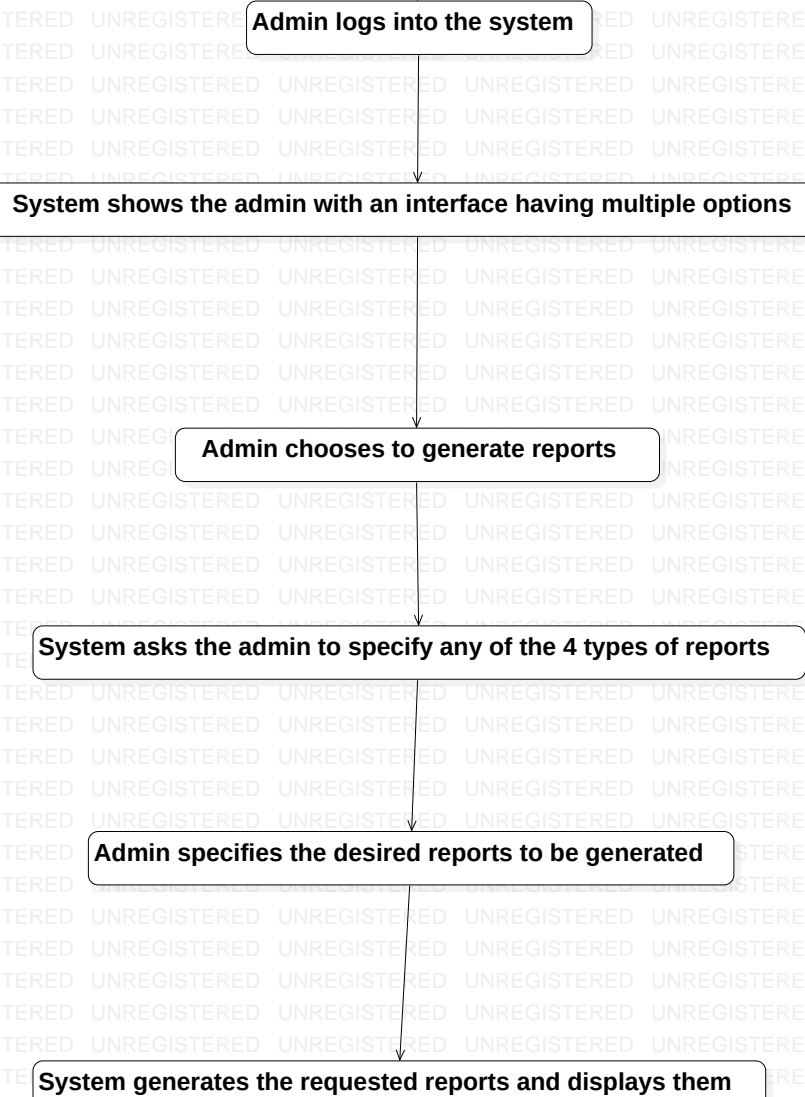 Admin logs into the system
System shows the admin with an interface having multiple options
Admin chooses to generate reports
System asks the admin to specify any of the 4 types of reports
Admin specifies the desired reports to be generated
System generates the requested reports and displays them